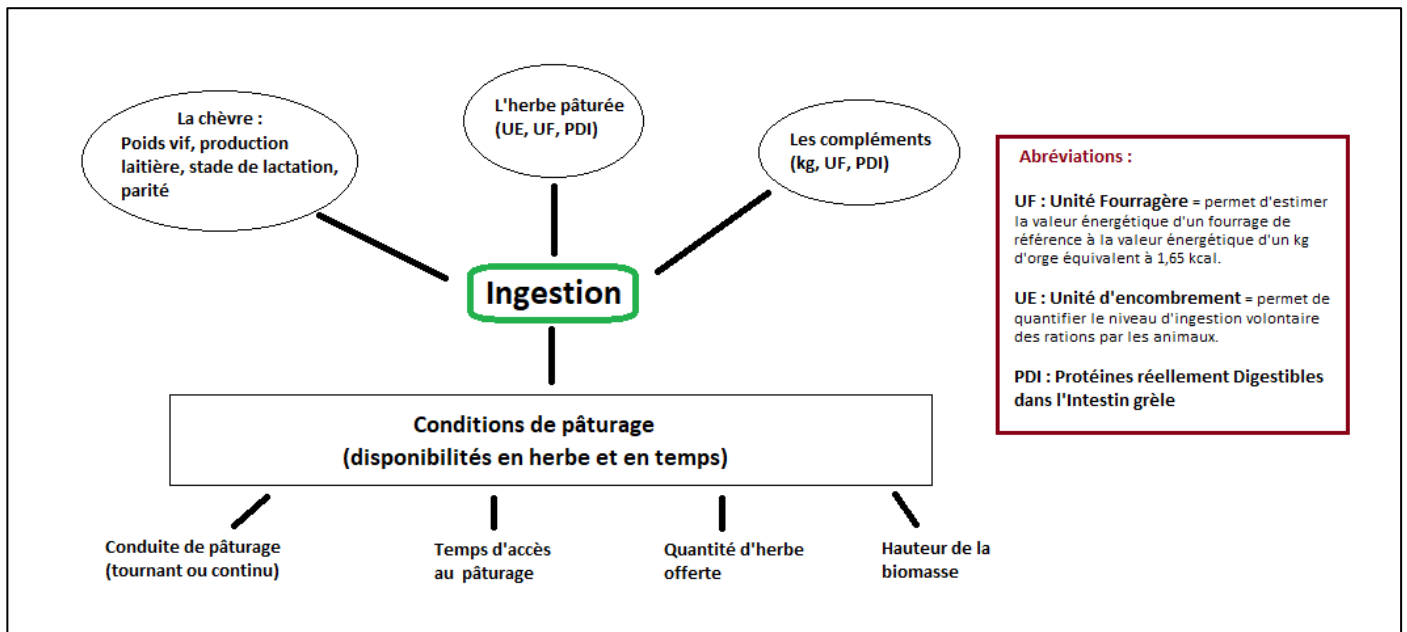 La chèvre :
Poids vif, production
laitière, stade de lactation,
parité
L'herbe pâturée
(UE, UF, PDI)
Les compléments
(kg, UF, PDI)
Ingestion
Conditions de pâturage
(disponibilités en herbe et en temps)
Conduite de pâturage
(tournant ou continu)
Temps d'accès
au pâturage
Quantité d'herbe
offerte
Hauteur de la
biomasse
Abréviations :
UF : Unité Fourragère = permet d'estimer
la valeur énergétique d'un fourrage de
référence à la valeur énergétique d'un kg
d'orge équivalent à 1,65 kcal.
UE : Unité d'encombrement = permet de
quantifier le niveau d'ingestion volontaire
des rations par les animaux.
PDI : Protéines réellement Digestibles
dans l'Intestin grèle